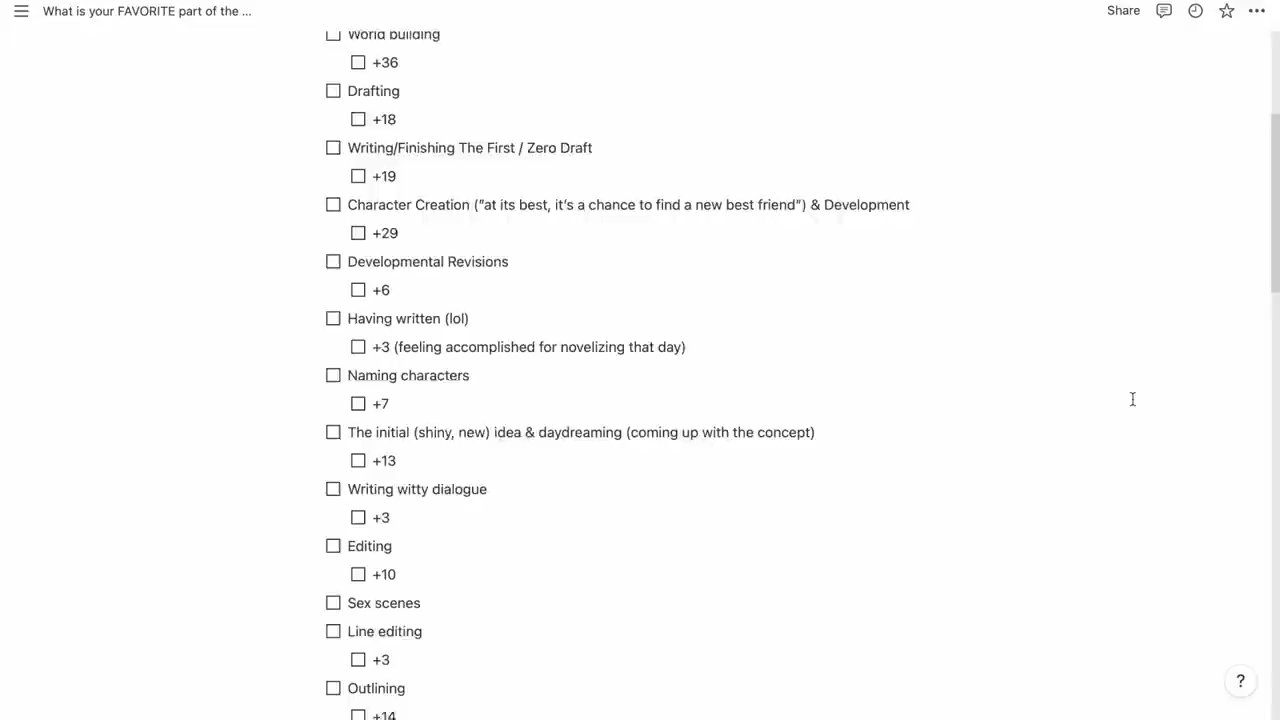 What is your FAVORITE part of the ...
Share
World building
+36
Drafting
+18
Writing/Finishing The First / Zero Draft
+19
Character Creation ("at its best, it's a chance to find a new best friend") & Development
+29
Developmental Revisions
+6
Having written (lol)
+3 (feeling accomplished for novelizing that day)
Naming characters
+7
The initial (shiny, new) idea & daydreaming (coming up with the concept)
+13
Writing witty dialogue
+3
Editing
+10
Sex scenes
Line editing
+3
Outlining
+14
?